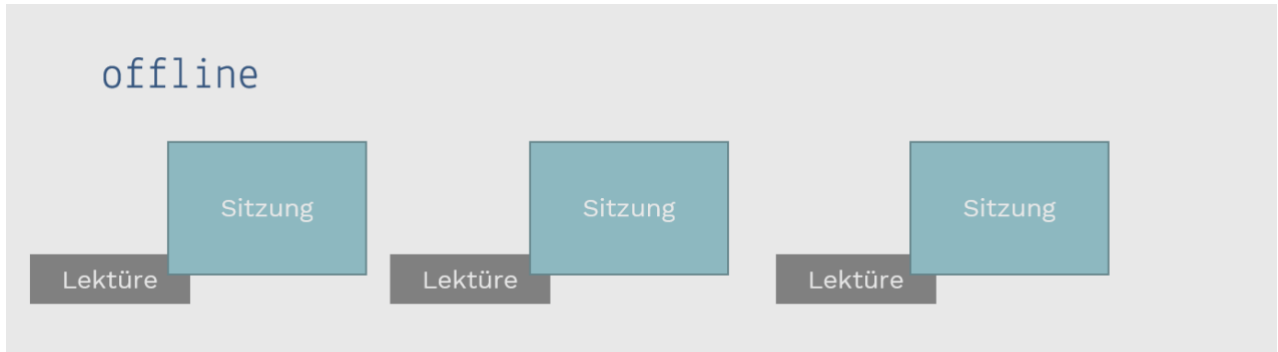 offline
Sitzung
Sitzung
Sitzung
Lektüre
Lektüre
Lektüre